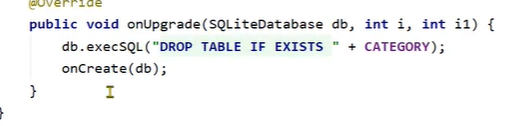 @Override
public void onUpgrade(SQLiteDatabase db, int i, int i1) {
db.execSQL("DROP TABLE IF EXISTS " + CATEGORY);
onCreate(db);
}
}